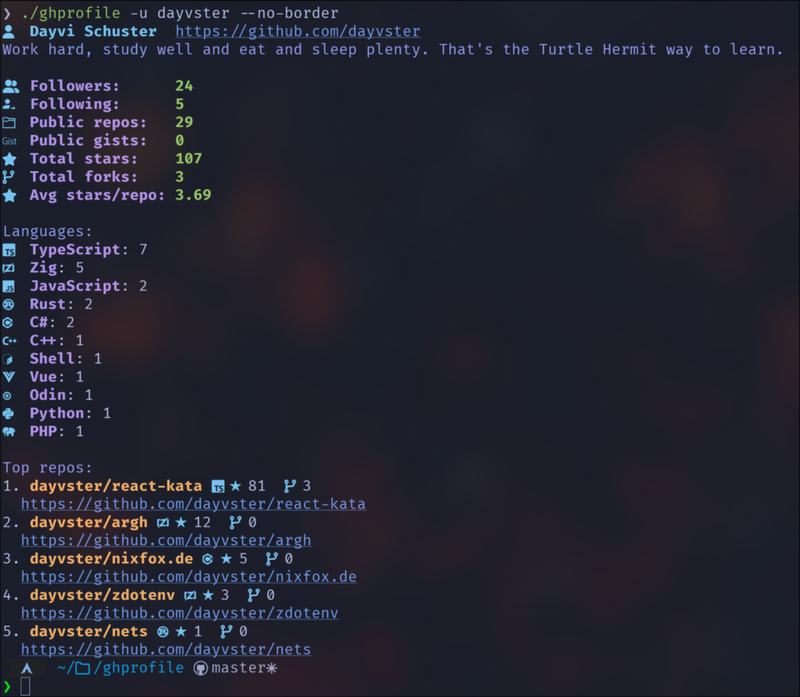 ❯ ./ghprofile -u dayvster --no-border
Dayvi Schuster https://github.com/dayvster
Work hard, study well and eat and sleep plenty. That's the Turtle Hermit way to learn.
Followers: 24
Following: 5
Public repos: 29
Gist Public gists: 0
Total stars: 107
Total forks: 3
Avg stars/repo: 3.69
Languages:
TS TypeScript: 7
Zig: 5
JS JavaScript: 2
Rust: 2
C#: 2
C++ C++: 1
Shell: 1
Vue: 1
Odin: 1
Python: 1
PHP: 1
Top repos:
1. dayvster/react-kata TS ★ 81 3
https://github.com/dayvster/react-kata
2. dayvster/argh ★ 12 0
https://github.com/dayvster/argh
3. dayvster/nixfox.de ★ 5 0
https://github.com/dayvster/nixfox.de
4. dayvster/zdotenv ★ 3 0
https://github.com/dayvster/zdotenv
5. dayvster/nets ★ 1 0
https://github.com/dayvster/nets
~/ /ghprofile master*
❯